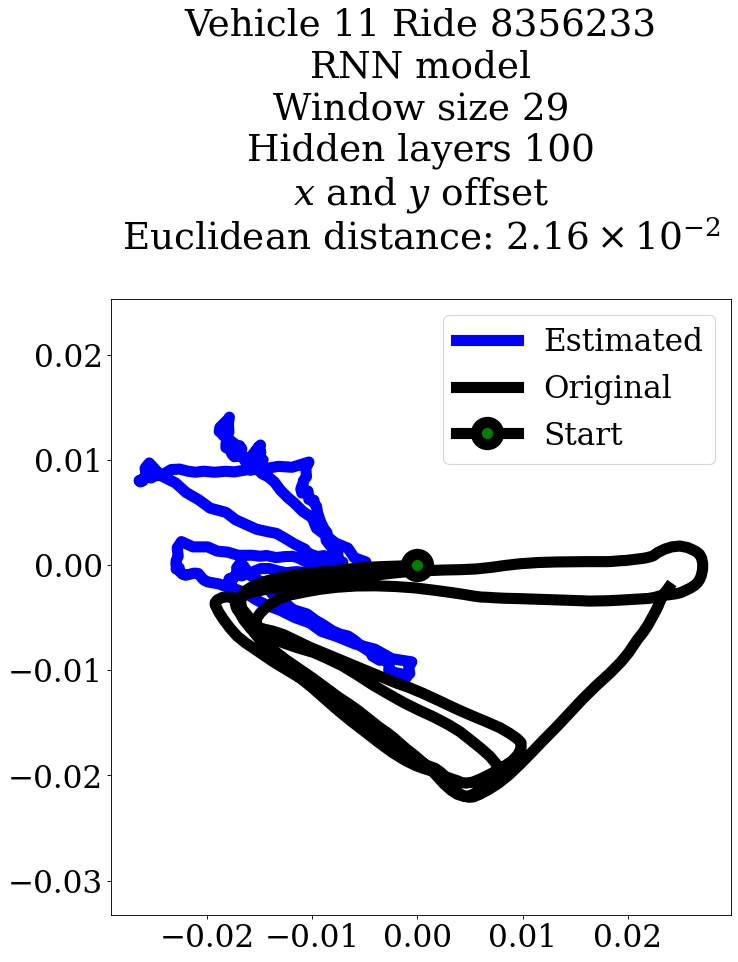 Vehicle 11 Ride 8356233
RNN model
Window size 29
Hidden layers 100
x and y offset
Euclidean distance: 2.16 × 10⁻²
Estimated
Original
Start
0.02
0.01
0.00
−0.01
−0.02
−0.03
−0.02 −0.01 0.00 0.01 0.02